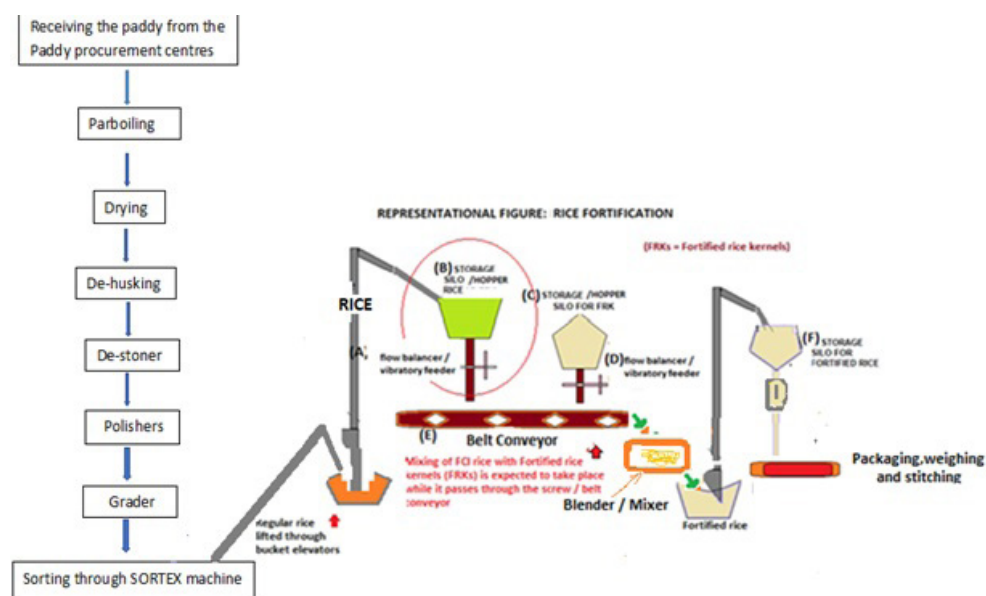 Receiving the paddy from the
Paddy procurement centres
Parboiling
Drying
De-husking
De-stoner
Polishers
Grader
Sorting through SORTEX machine
REPRESENTATIONAL FIGURE: RICE FORTIFICATION
(FRKs = Fortified rice kernels)
RICE
(A)
(B) STORAGE
SILO /HOPPER
RICE
flow balancer /
vibratory feeder
(C) STORAGE /HOPPER
SILO FOR FRK
(D) flow balancer /
vibratory feeder
(E)
Belt Conveyor
Mixing of FCI rice with Fortified rice
kernels (FRKs) is expected to take place
while it passes through the screw / belt
conveyor
Blender / Mixer
Regular rice
lifted through
bucket elevators
Fortified rice
(F) STORAGE
SILO FOR
FORTIFIED RICE
Packaging,weighing
and stitching